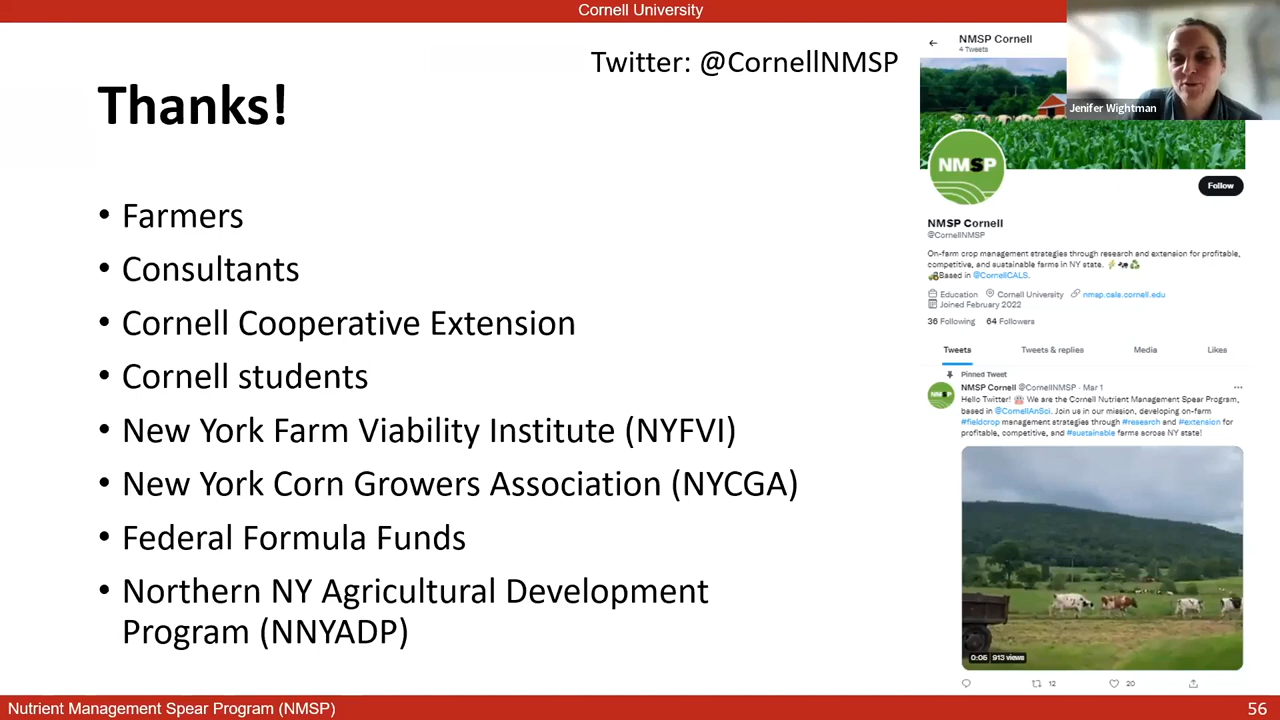 Cornell University
Twitter: @CornellNMSP
Thanks!
• Farmers
• Consultants
• Cornell Cooperative Extension
• Cornell students
• New York Farm Viability Institute (NYFVI)
• New York Corn Growers Association (NYCGA)
• Federal Formula Funds
• Northern NY Agricultural Development
Program (NNYADP)
NMSP Cornell
4 Tweets
Jenifer Wightman
NMSP
Follow
NMSP Cornell
@CornellNMSP
On-farm crop management strategies through research and extension for profitable,
competitive, and sustainable farms in NY state.
Based in @CornellCALS.
Education Cornell University nmsp.cals.cornell.edu
Joined February 2022
36 Following 64 Followers
Tweets Tweets & replies Media Likes
Pinned Tweet
NMSP Cornell @CornellNMSP · Mar 1
NMSP
Hello Twitter! We are the Cornell Nutrient Management Spear Program,
based in @CornellAnSci. Join us in our mission, developing on-farm
#fieldcrop management strategies through #research and #extension for
profitable, competitive, and #sustainable farms across NY state!
0:06 913 views
12 20
Nutrient Management Spear Program (NMSP)
56